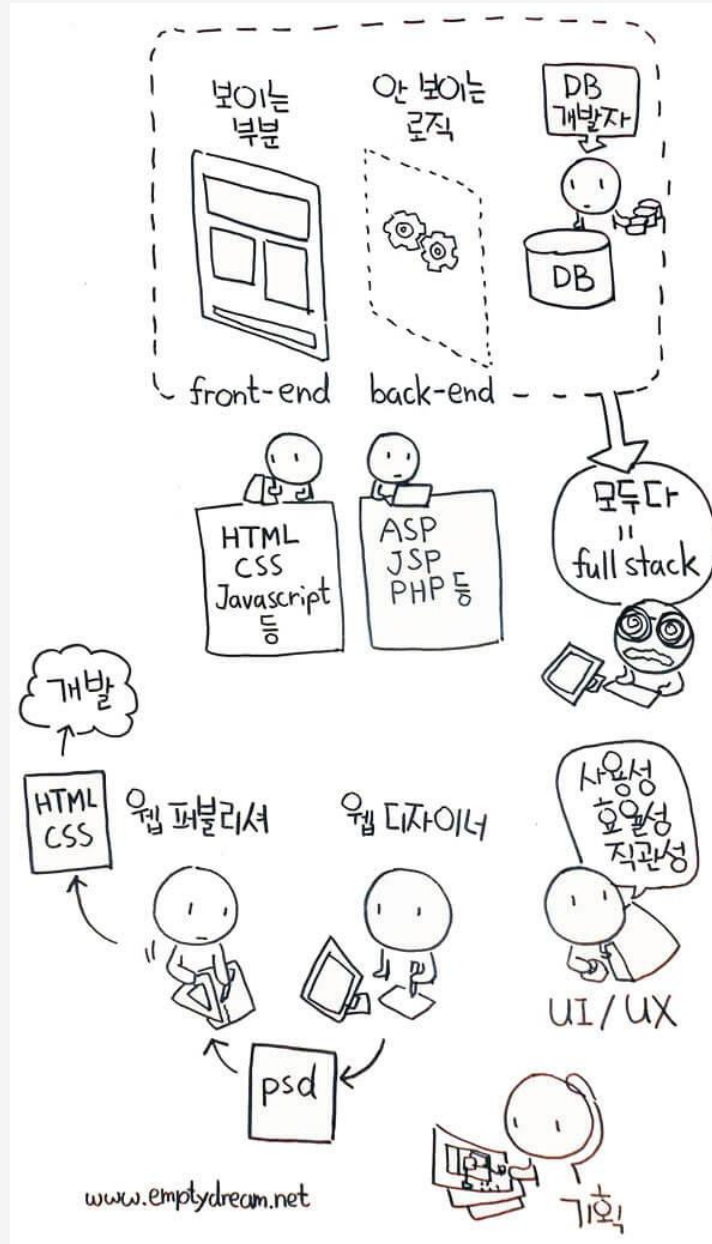 보이는
부분
안 보이는
로직
DB
개발자
DB
front-end
back-end
HTML
CSS
Javascript
등
ASP
JSP
PHP 등
모두다
=
full stack
개발
HTML
CSS
웹 퍼블리셔
웹 디자이너
사용성
효율성
직관성
UI/UX
psd
기획
www.emptydream.net